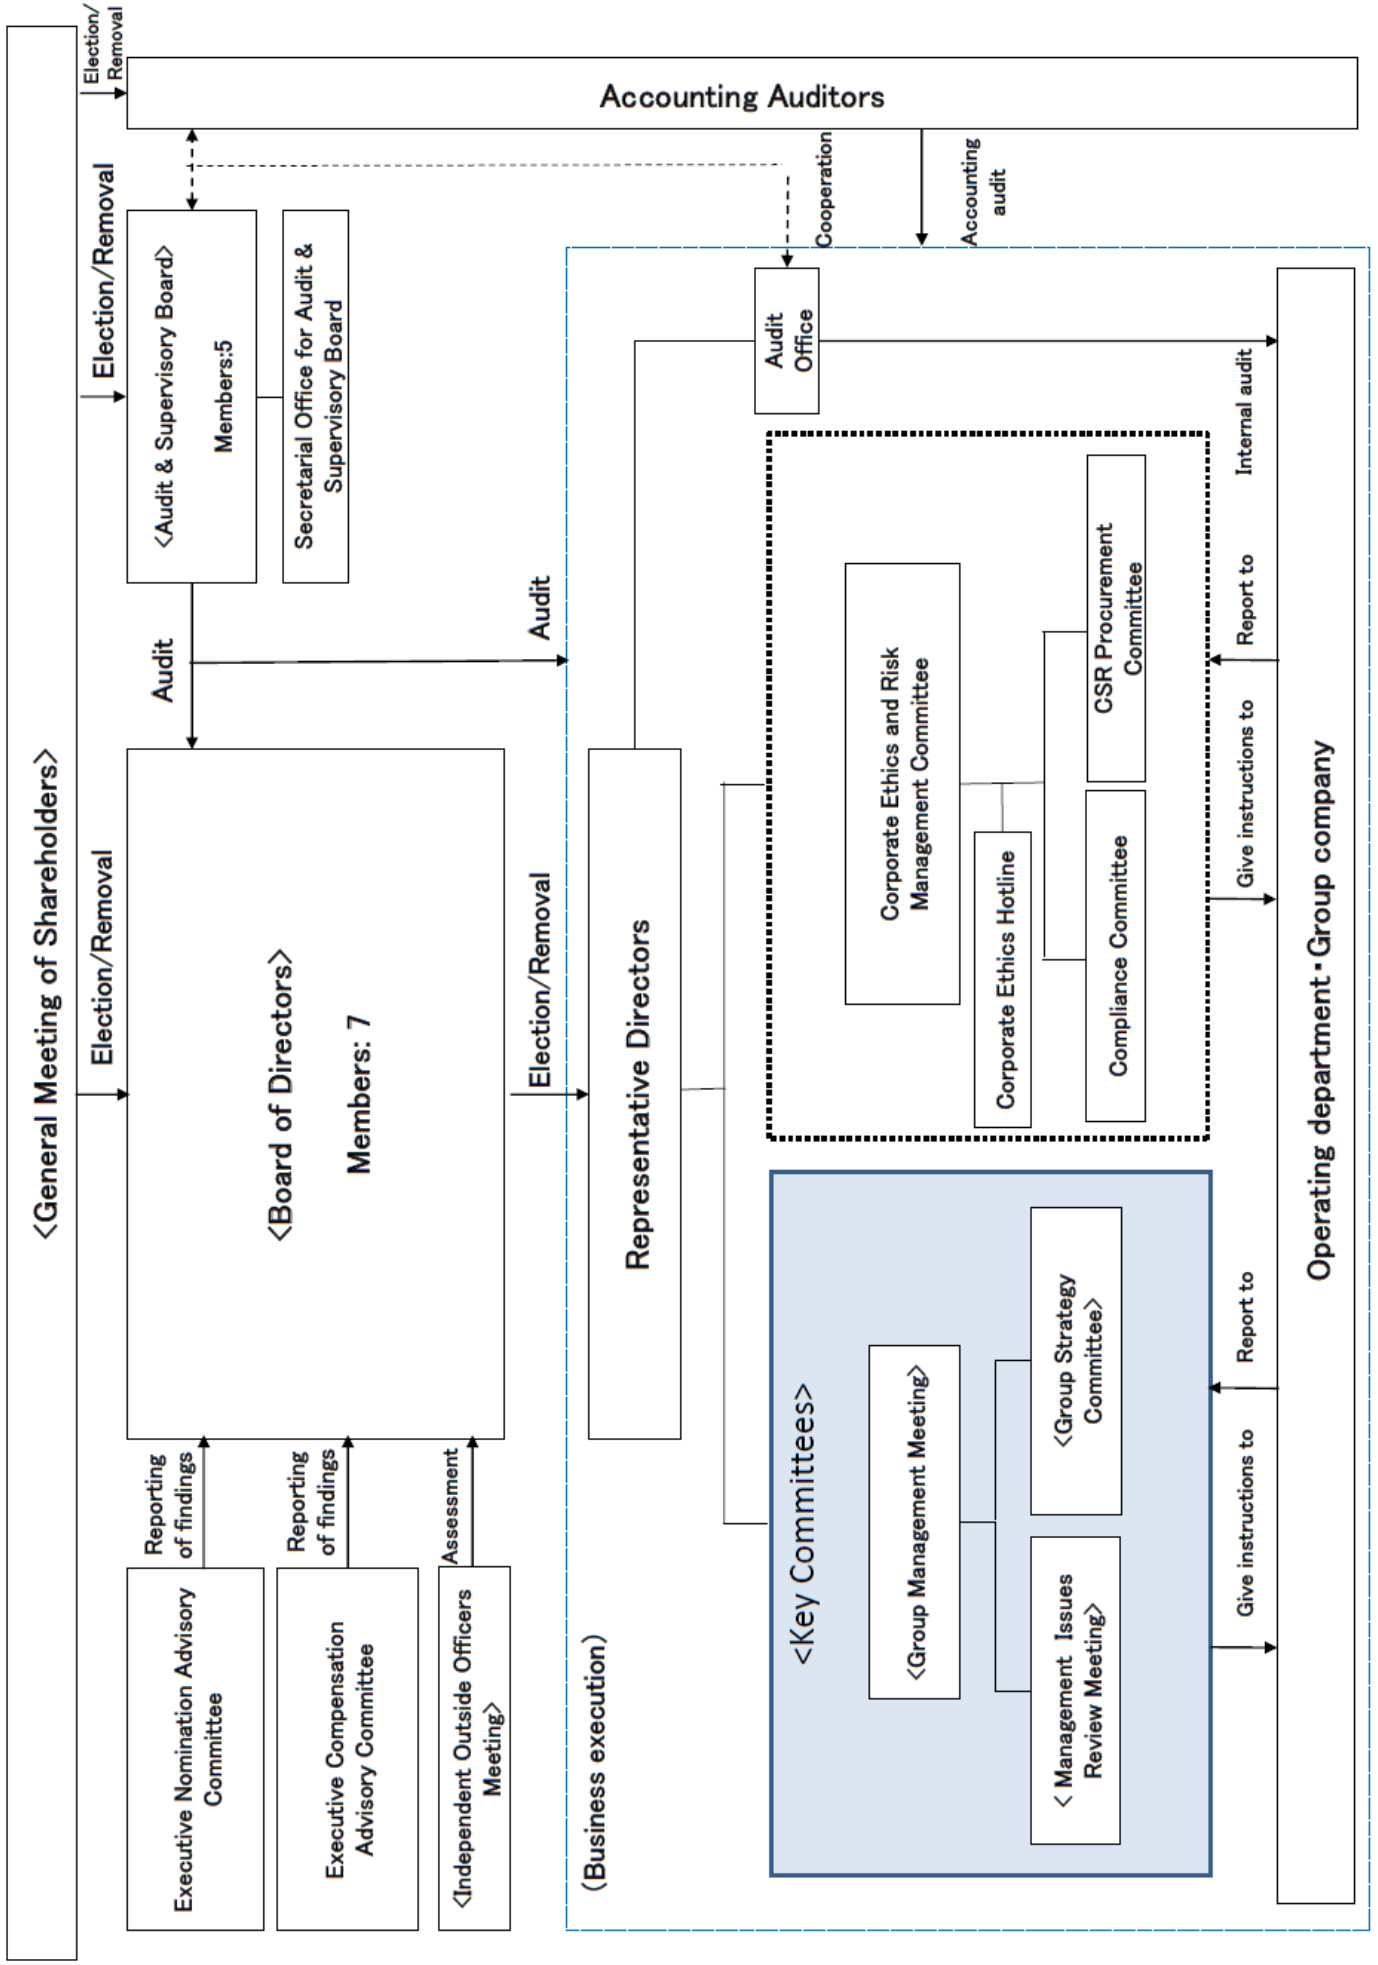 <General Meeting of Shareholders>
Election/Removal
Election/Removal
Election/
Removal
Executive Nomination Advisory
Committee
Reporting
of findings
Executive Compensation
Advisory Committee
Reporting
of findings
<Independent Outside Officers
Meeting>
Assessment
<Board of Directors>
Members: 7
Audit
<Audit & Supervisory Board>
Members:5
Secretarial Office for Audit &
Supervisory Board
Accounting Auditors
Election/Removal
Audit
Cooperation
Accounting
audit
(Business execution)
Representative Directors
Audit
Office
<Key Committees>
<Group Management Meeting>
< Management Issues
Review Meeting>
<Group Strategy
Committee>
Corporate Ethics and Risk
Management Committee
Corporate Ethics Hotline
Compliance Committee
CSR Procurement
Committee
Give instructions to
Report to
Give instructions to
Report to
Internal audit
Operating department・Group company